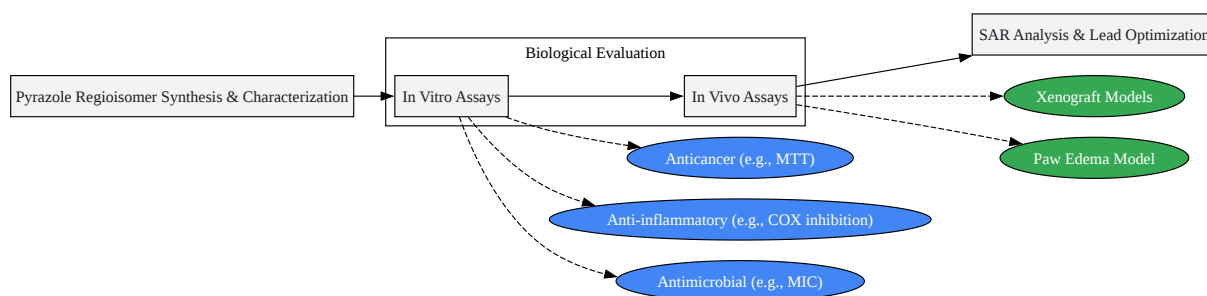 Pyrazole Regioisomer Synthesis & Characterization
Biological Evaluation
In Vitro Assays
In Vivo Assays
SAR Analysis & Lead Optimization
Xenograft Models
Paw Edema Model
Anticancer (e.g., MTT)
Anti-inflammatory (e.g., COX inhibition)
Antimicrobial (e.g., MIC)